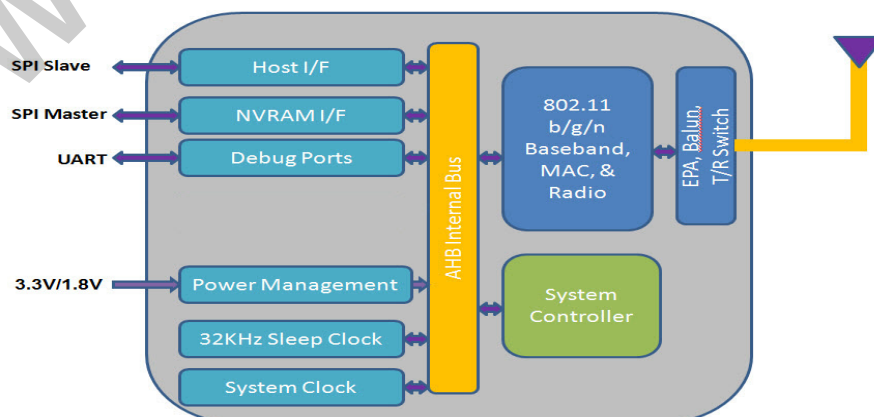 SPI Slave
Host I/F
SPI Master
NVRAM I/F
UART
Debug Ports
3.3V/1.8V
Power Management
32KHz Sleep Clock
System Clock
AHB Internal Bus
802.11
b/g/n
Baseband,
MAC, &
Radio
EPA, Balun,
T/R Switch
System
Controller